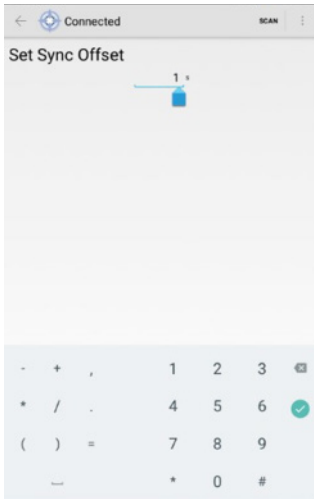 Connected SCAN
Set Sync Offset
1 s
- + , 1 2 3
* / . 4 5 6
( ) = 7 8 9
* 0 #